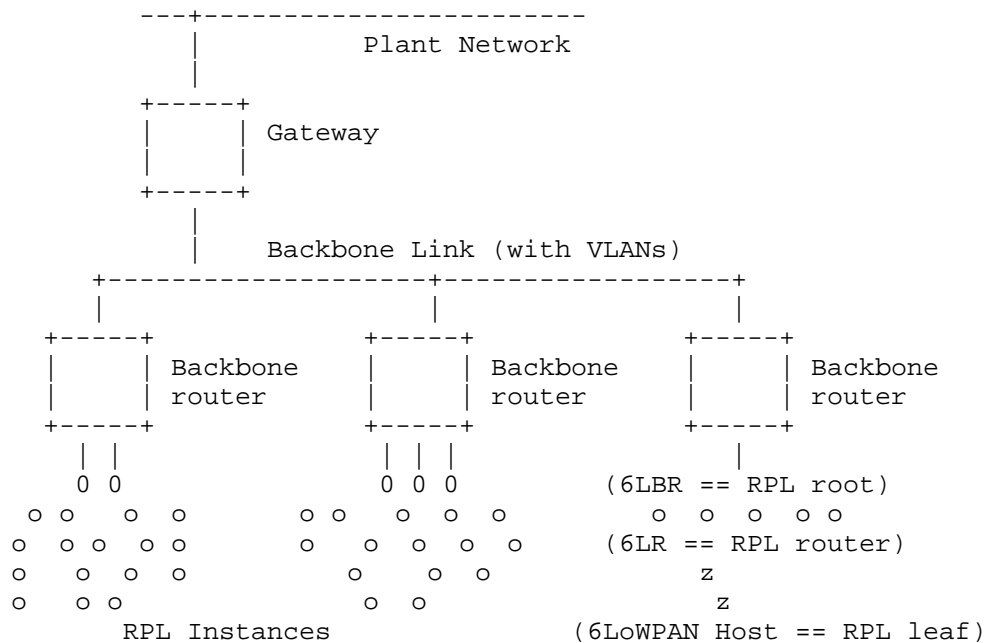 ---+------------------------
|          Plant Network
|
+-----+
|     | Gateway
|     |
+-----+
|
|    Backbone Link (with VLANs)
+--------------------+------------------+
|                    |                  |
+-----+             +-----+             +-----+
|     | Backbone    |     | Backbone    |     | Backbone
|     | router      |     | router      |     | router
+-----+             +-----+             +-----+
| |                 | | |                 |
0 0                 0 0 0         (6LBR == RPL root)
o o   o  o        o o   o  o  o         o  o  o  o o
o   o o  o o       o   o  o  o  o     (6LR == RPL router)
o   o  o  o          o    o  o             z
o   o o               o  o                  z
RPL Instances               (6LoWPAN Host == RPL leaf)